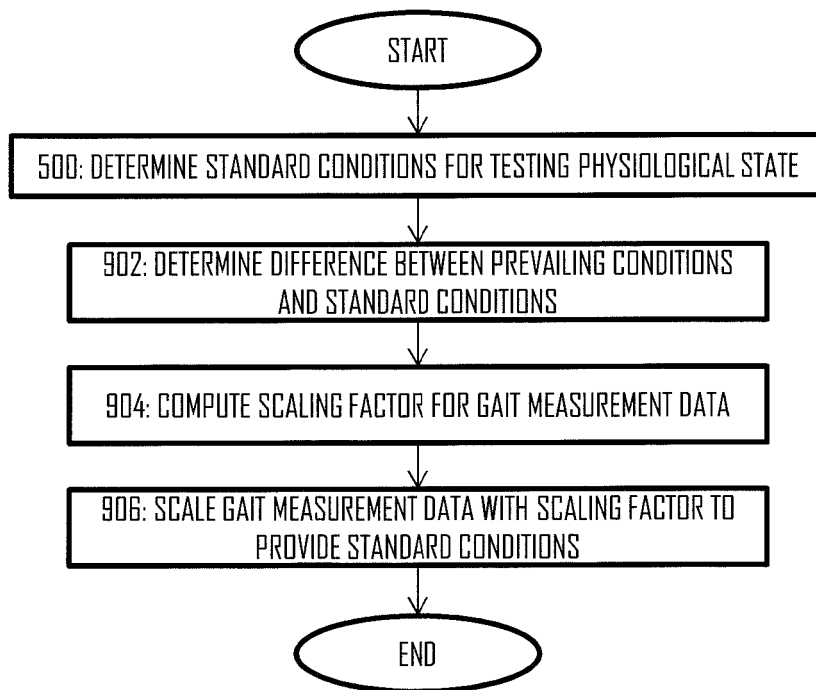 START
500: DETERMINE STANDARD CONDITIONS FOR TESTING PHYSIOLOGICAL STATE
902: DETERMINE DIFFERENCE BETWEEN PREVAILING CONDITIONS
AND STANDARD CONDITIONS
904: COMPUTE SCALING FACTOR FOR GAIT MEASUREMENT DATA
906: SCALE GAIT MEASUREMENT DATA WITH SCALING FACTOR TO
PROVIDE STANDARD CONDITIONS
END